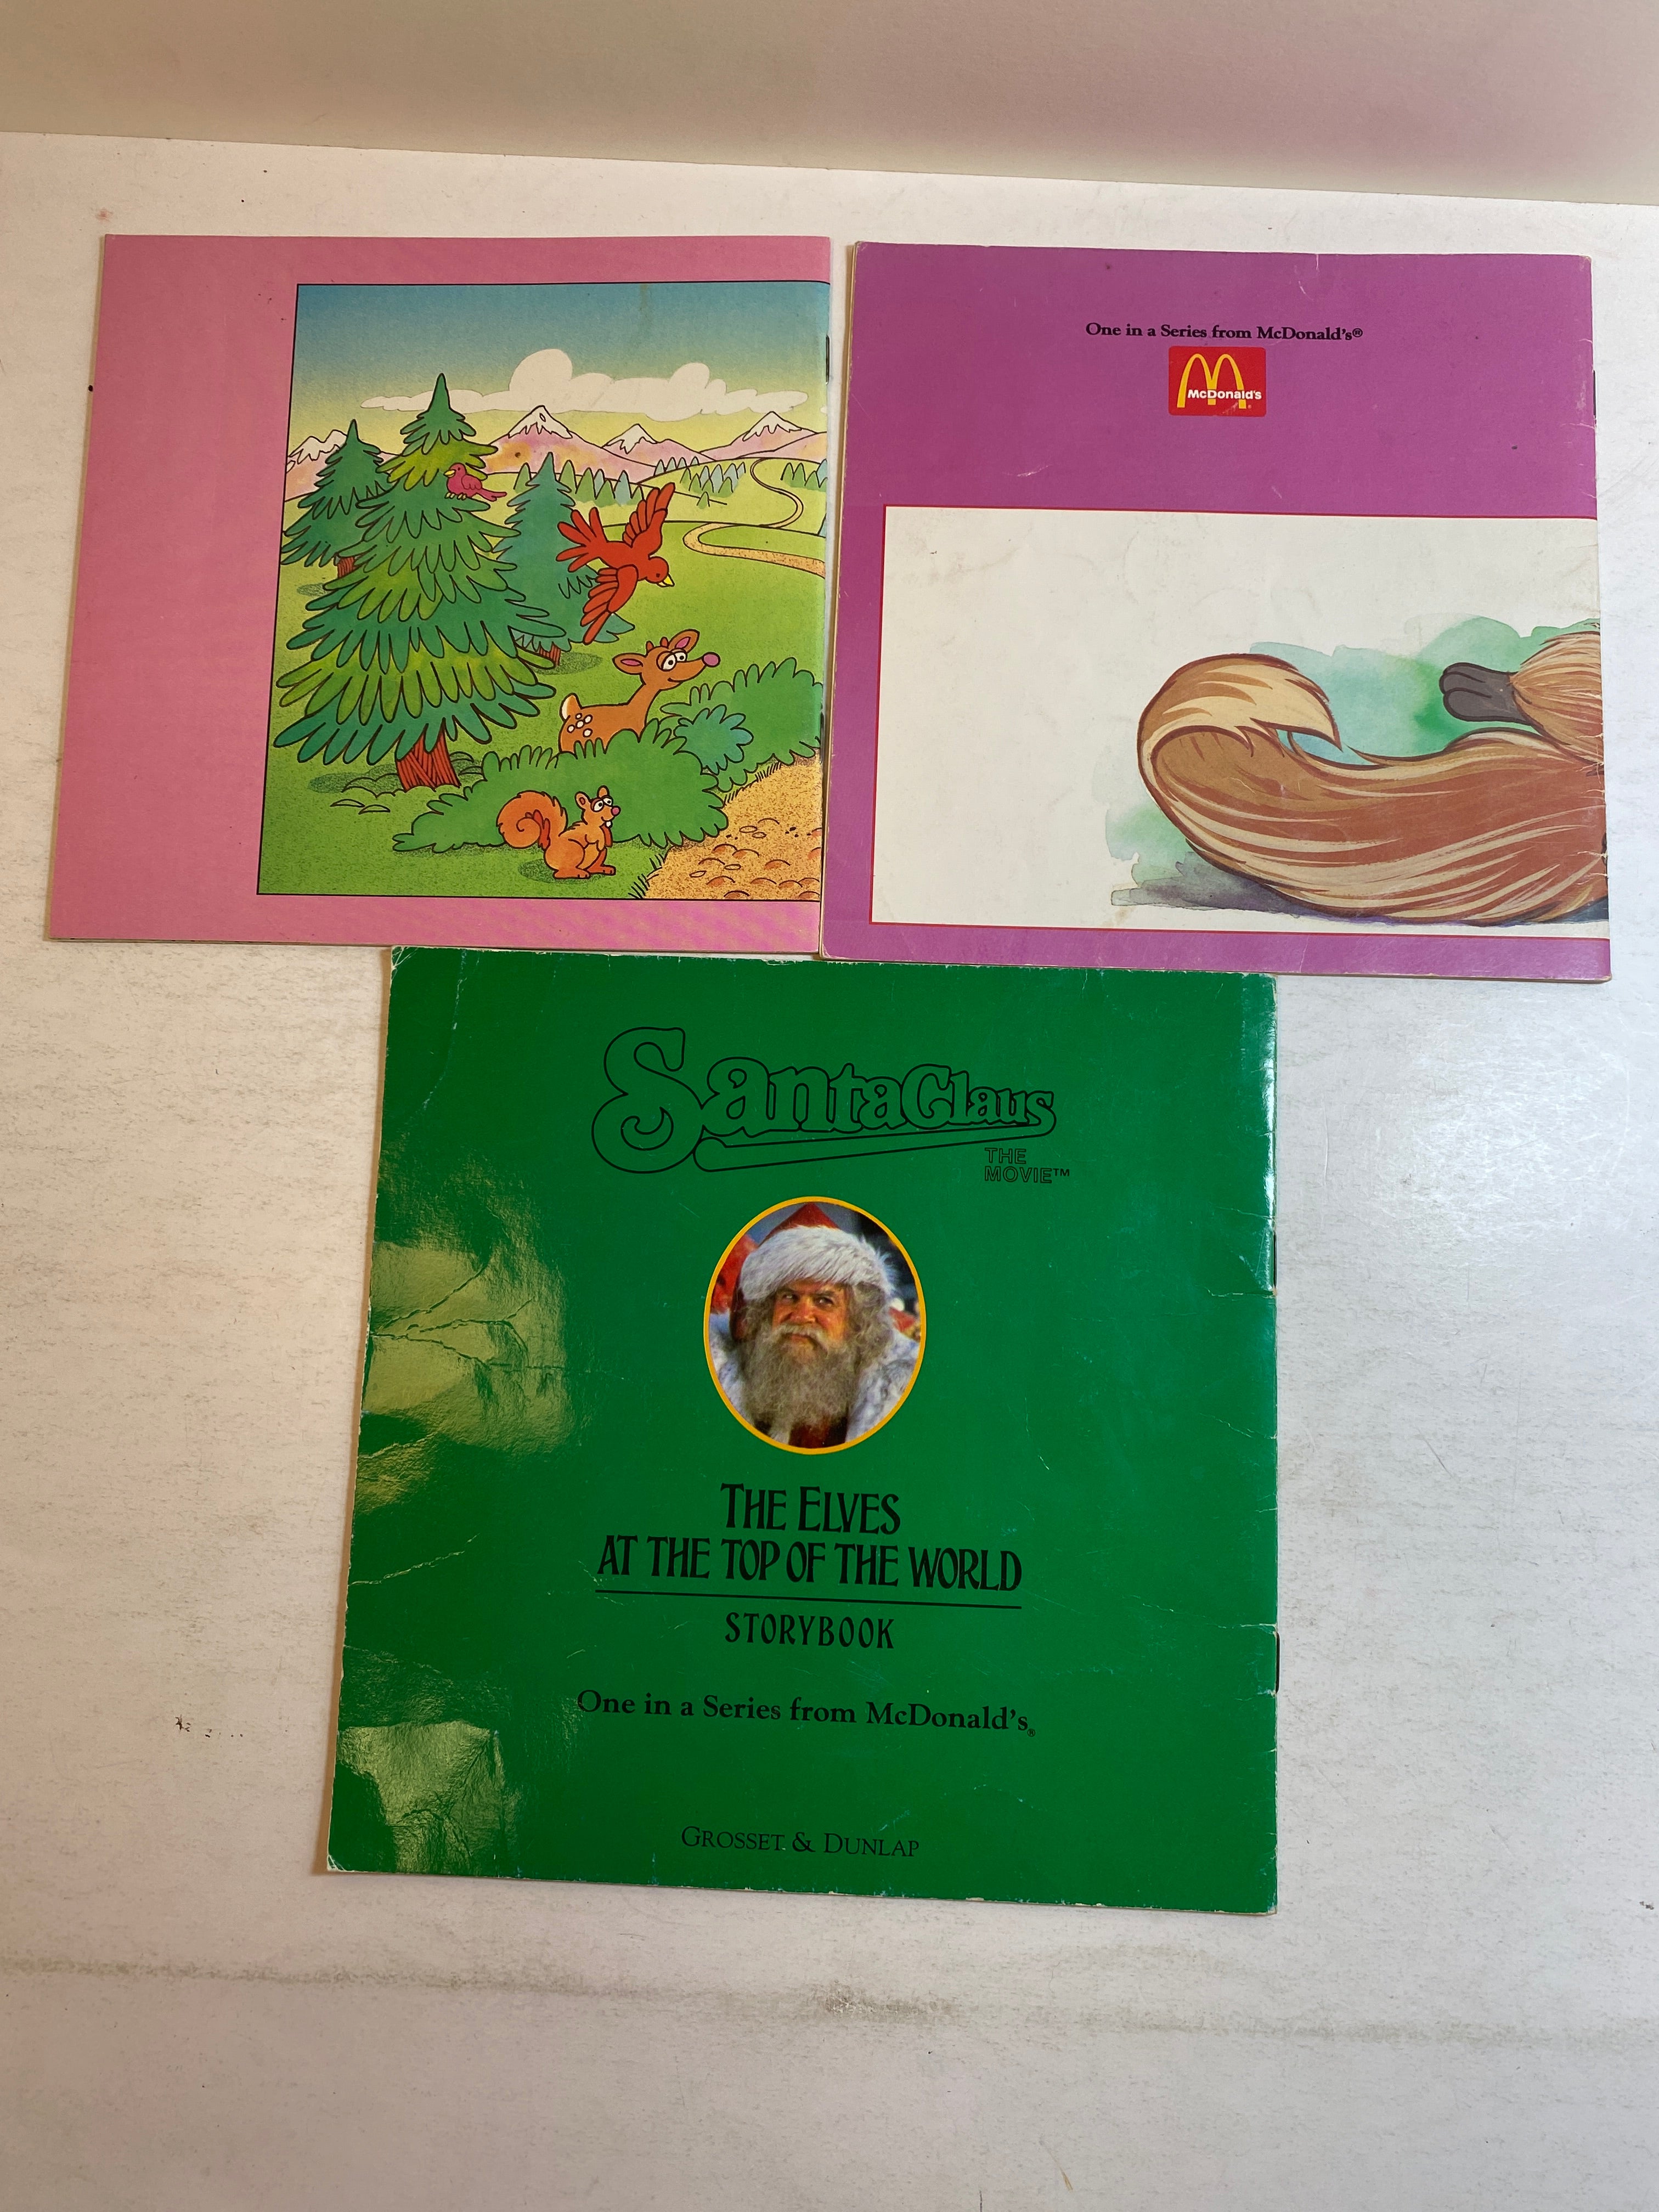 One in a Series from McDonald's®
McDonald's®
Santa Claus
THE
MOVIE™
THE ELVES
AT THE TOP OF THE WORLD
STORYBOOK
One in a Series from McDonald's®
GROSSET & DUNLAP